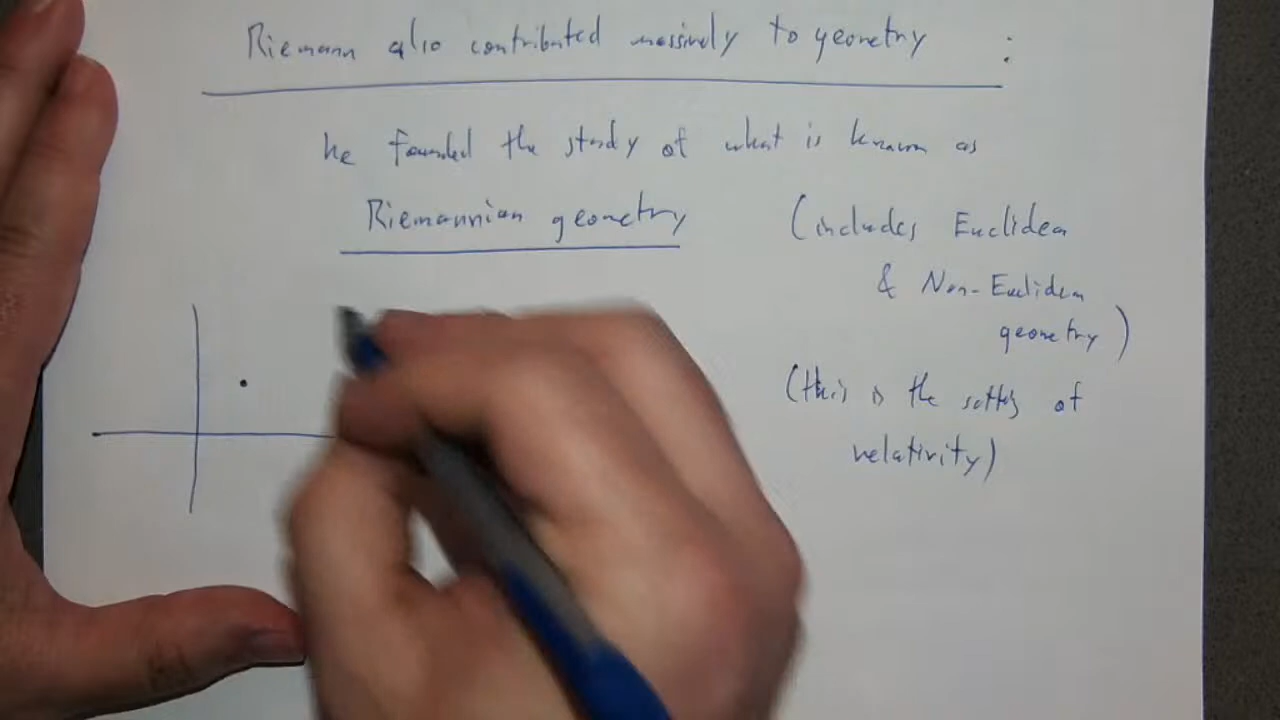 Riemann also contributed massively to geometry :
he founded the study of what is known as
Riemannian geometry
(includes Euclidean
& Non-Euclidean
geometry)
(this is the setting of
relativity)